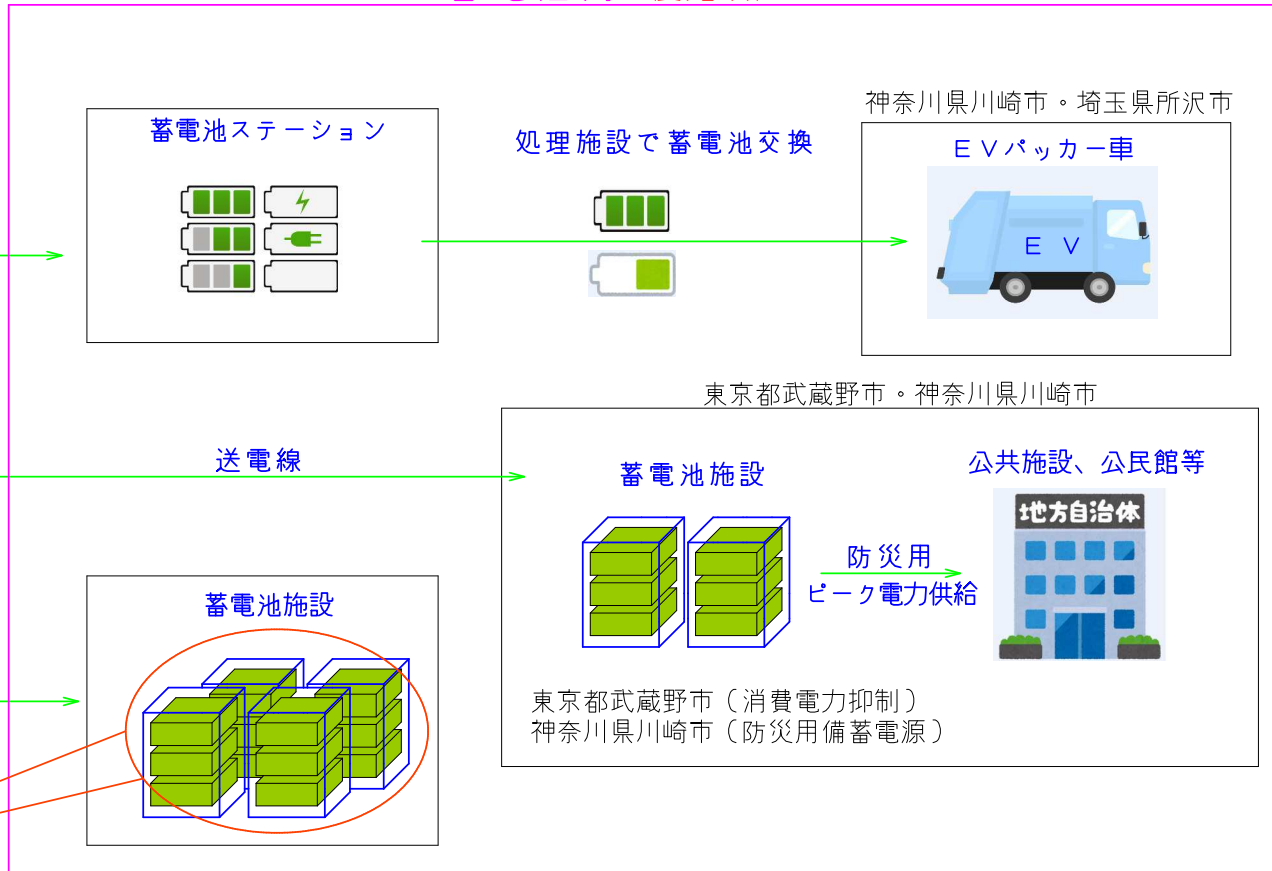 神奈川県川崎市。埼玉県所沢市
蓄電池ステーション
処理施設で蓄電池交換
ＥＶパッカー車
ＥＶ
東京都武蔵野市。神奈川県川崎市
送電線
蓄電池施設
公共施設、公民館等
地方自治体
防災用
ピーク電力供給
蓄電池施設
東京都武蔵野市（消費電力抑制）
神奈川県川崎市（防災用備蓄電源）